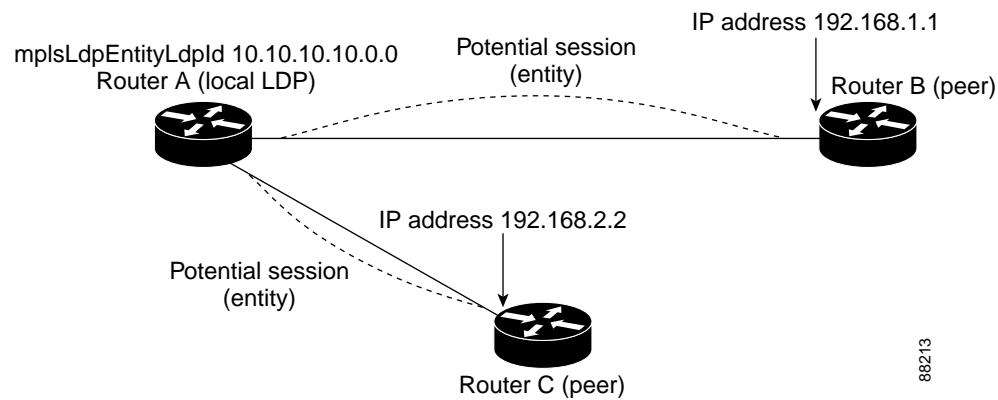 IP address 192.168.1.1
mplsLdpEntityLdpId 10.10.10.10.0.0
Router A (local LDP)
Potential session
(entity)
Router B (peer)
IP address 192.168.2.2
Potential session
(entity)
Router C (peer)
88213